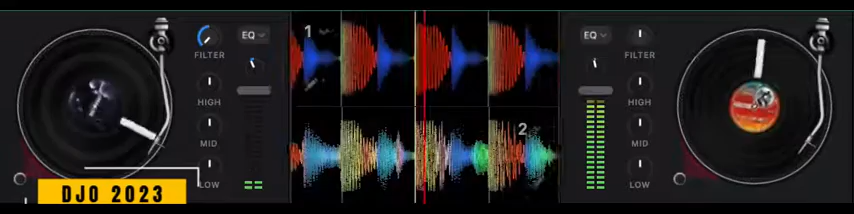 1
EQ
FILTER
HIGH
MID
LOW
DJO 2023
2
EQ
FILTER
HIGH
MID
LOW